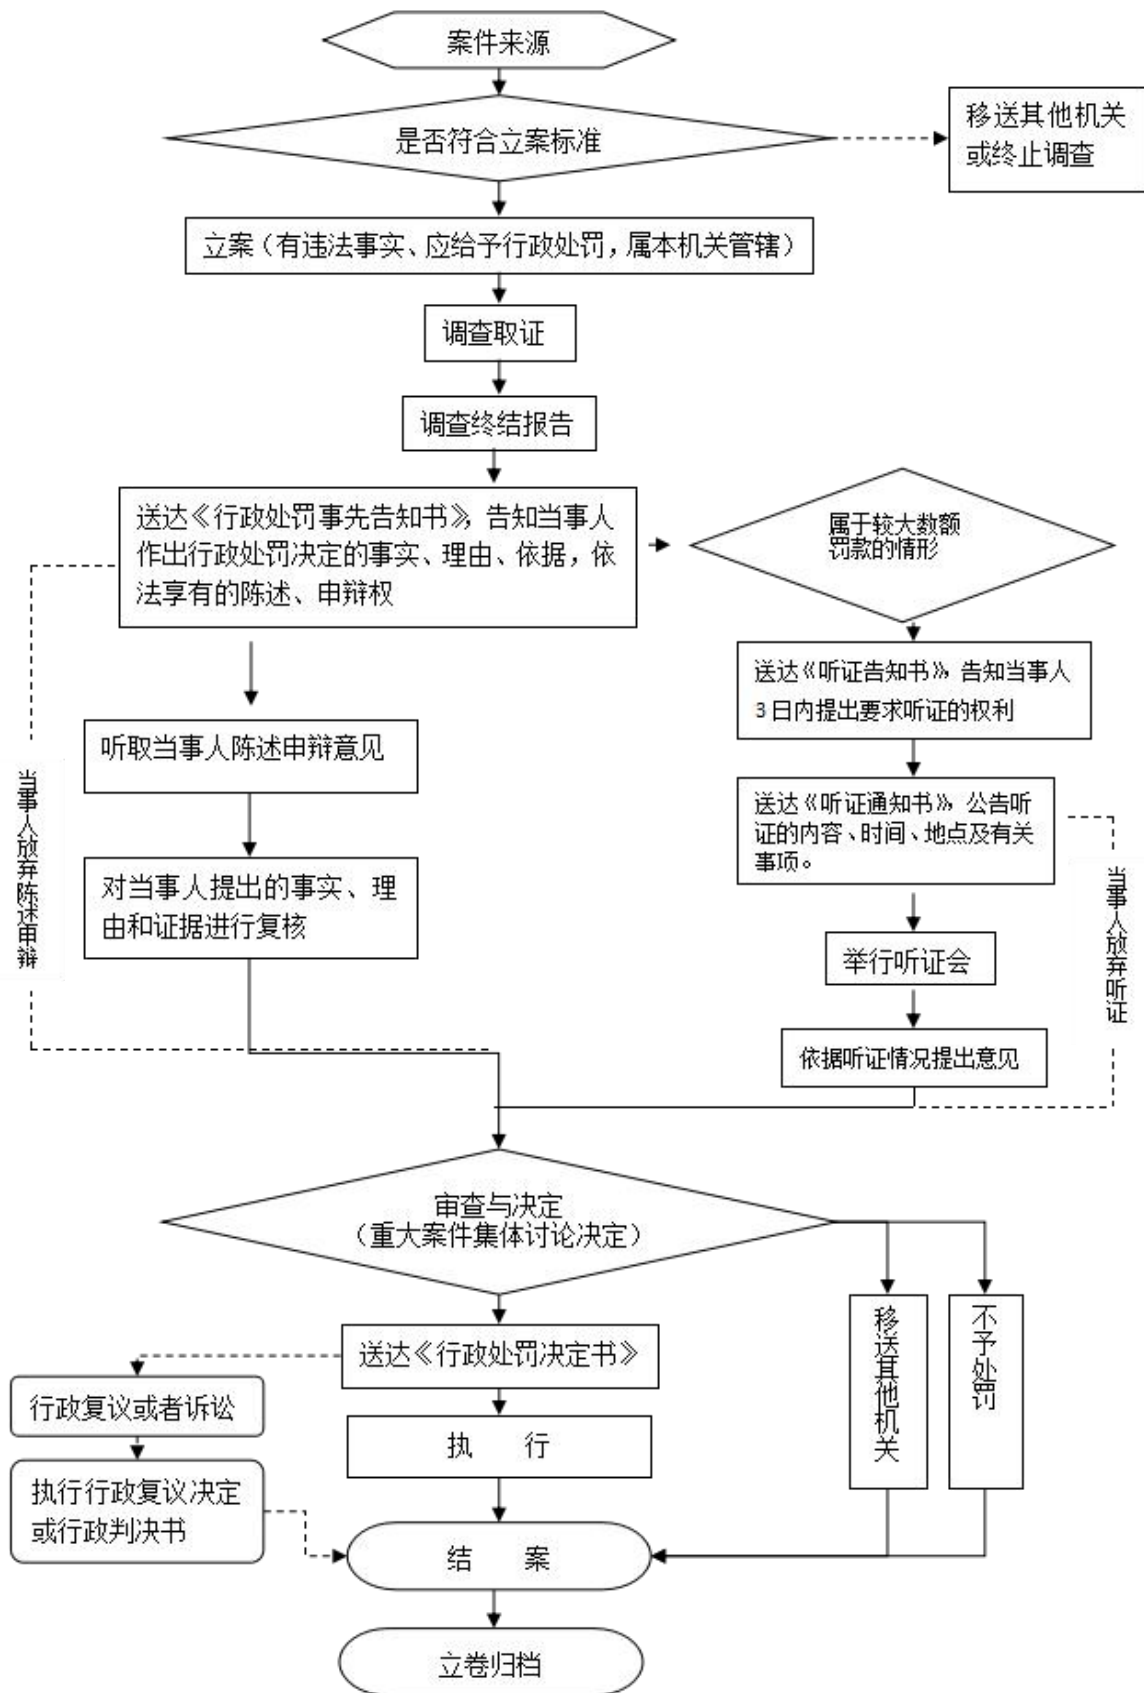 案件来源
是否符合立案标准
移送其他机关
或终止调查
立案（有违法事实、应给予行政处罚，属本机关管辖）
调查取证
调查终结报告
送达《行政处罚事先告知书》，告知当事人
作出行政处罚决定的事实、理由、依据，依
法享有的陈述、申辩权
属于较大数额
罚款的情形
送达《听证告知书》，告知当事人
3日内提出要求听证的权利
听取当事人陈述申辩意见
当事人放弃陈述申辩
送达《听证通知书》，公告听
证的内容、时间、地点及有关
事项。
对当事人提出的事实、理
由和证据进行复核
当事人放弃听证
举行听证会
依据听证情况提出意见
审查与决定
（重大案件集体讨论决定）
送达《行政处罚决定书》
移送其他机关
不予处罚
行政复议或者诉讼
执　　行
执行行政复议决定
或行政判决书
结　　案
立卷归档